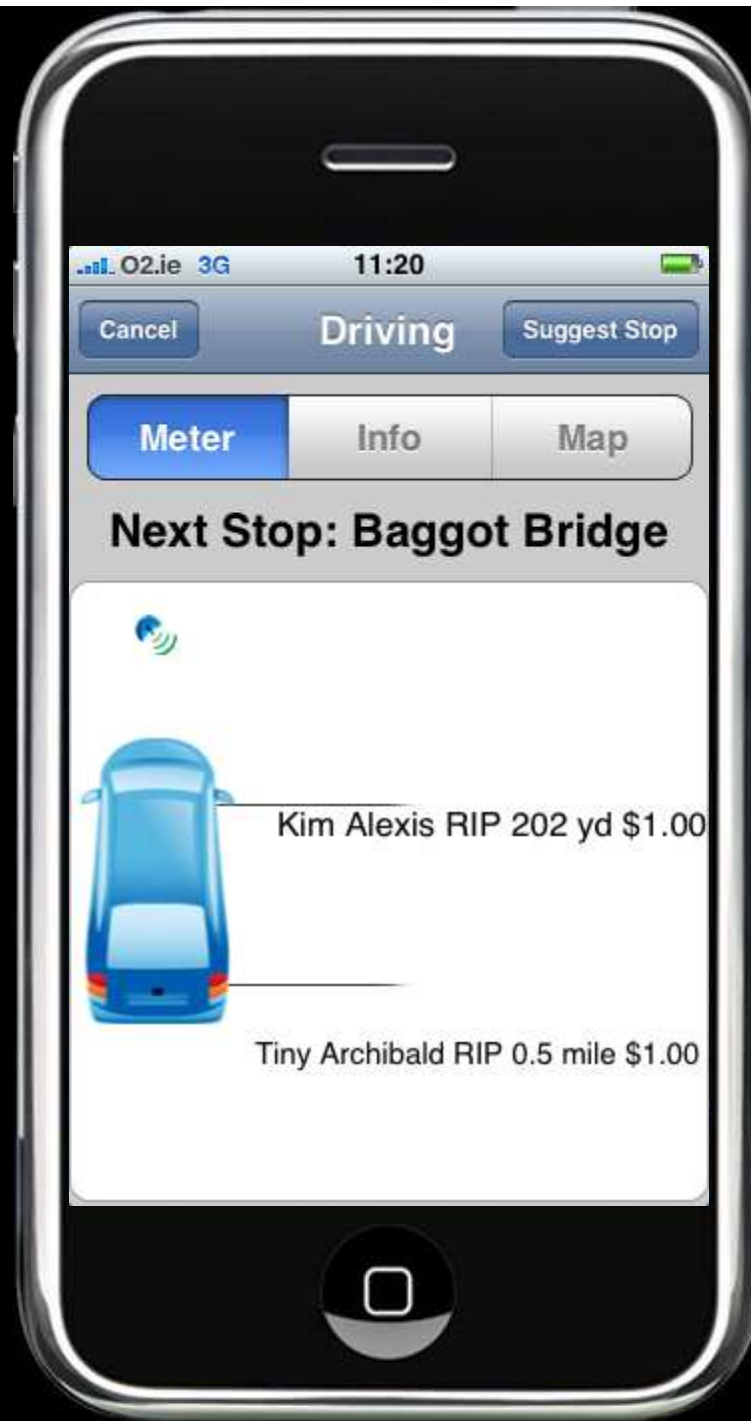 O2.ie 3G 11:20
Cancel Driving Suggest Stop
Meter Info Map
Next Stop: Baggot Bridge
Kim Alexis RIP 202 yd $1.00
Tiny Archibald RIP 0.5 mile $1.00